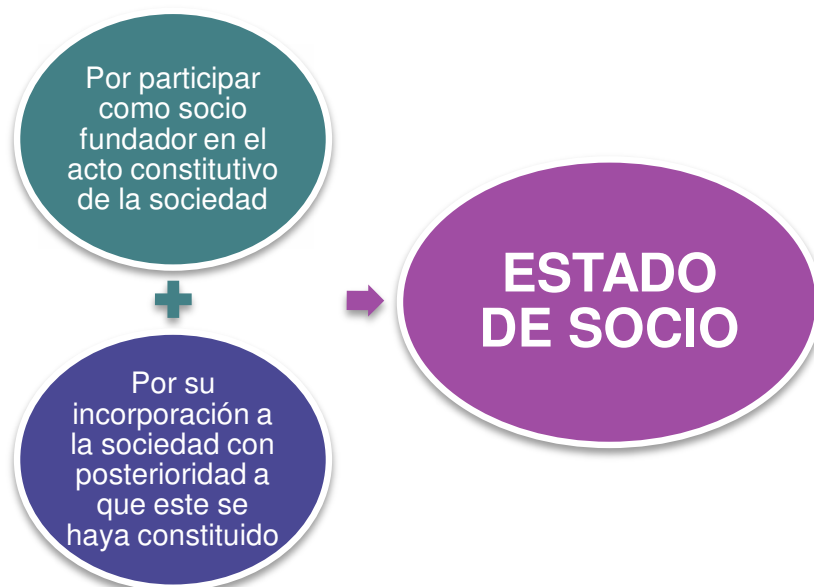 Por participar
como socio
fundador en el
acto constitutivo
de la sociedad
ESTADO
DE SOCIO
Por su
incorporación a
la sociedad con
posterioridad a
que este se
haya constituido